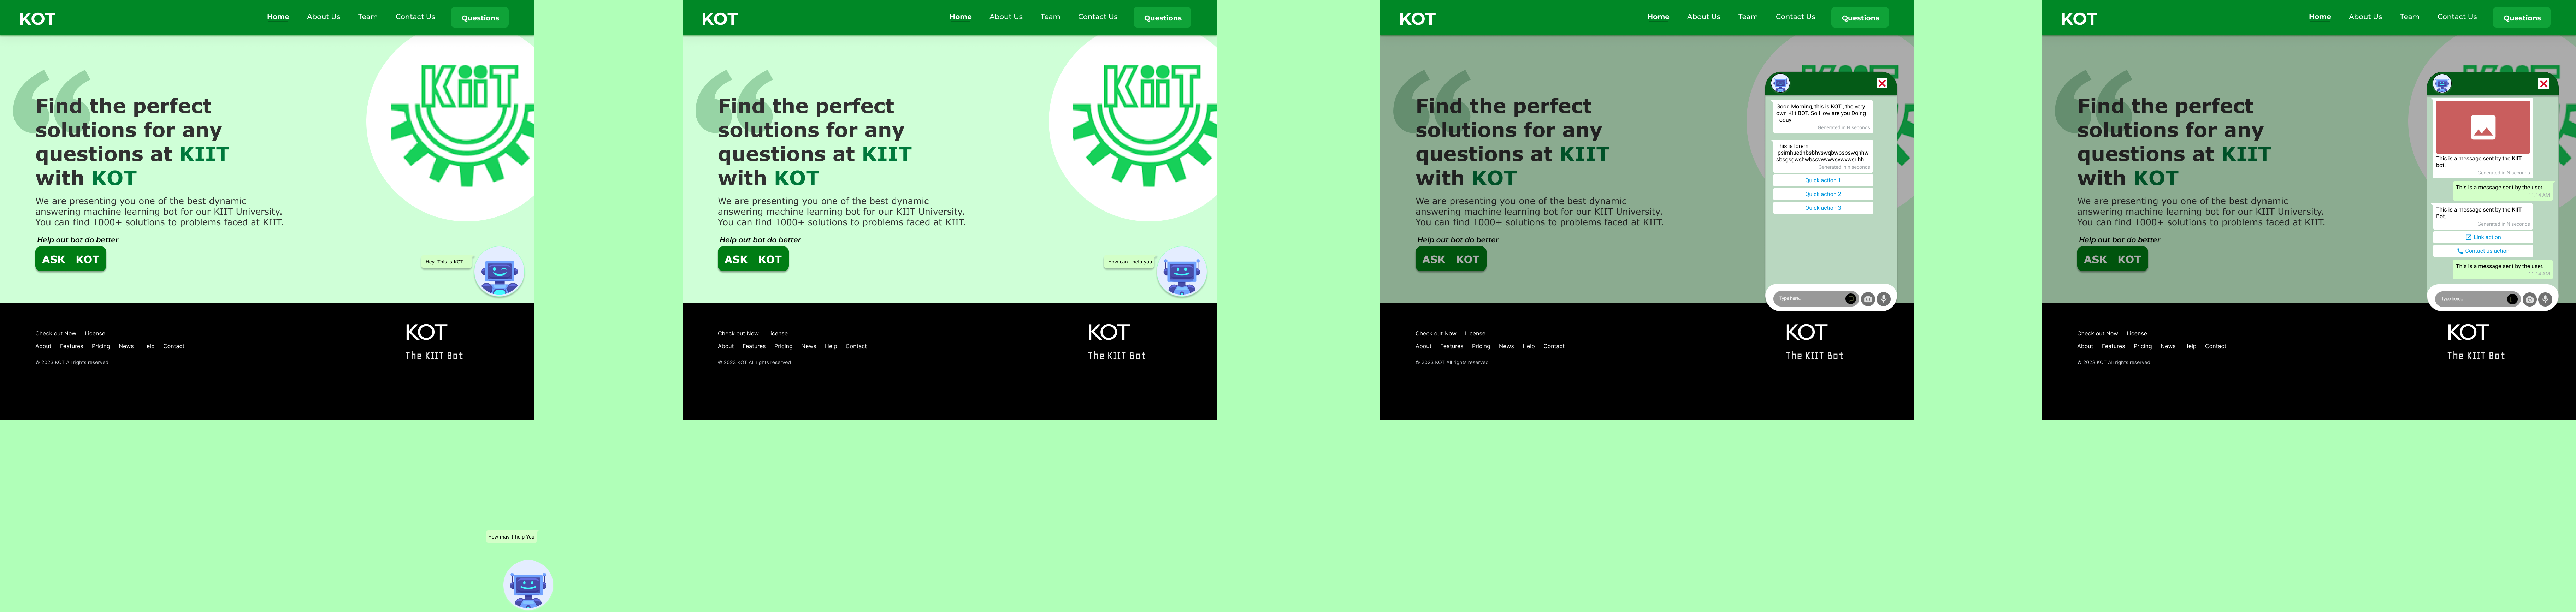 KOT
Home About Us Team Contact Us Questions
Find the perfect
solutions for any
questions at KIIT
with KOT
We are presenting you one of the best dynamic
answering machine learning bot for our KIIT University.
You can find 1000+ solutions to problems faced at KIIT.
Help out bot do better
ASK KOT
KiiT
Hey, This is KOT
Check out Now License
About Features Pricing News Help Contact
© 2023 KOT All rights reserved
KOT
The KIIT Bot
How may I help You
KOT
Home About Us Team Contact Us Questions
Find the perfect
solutions for any
questions at KIIT
with KOT
We are presenting you one of the best dynamic
answering machine learning bot for our KIIT University.
You can find 1000+ solutions to problems faced at KIIT.
Help out bot do better
ASK KOT
KiiT
How can i help you
Check out Now License
About Features Pricing News Help Contact
© 2023 KOT All rights reserved
KOT
The KIIT Bot
KOT
Home About Us Team Contact Us Questions
Find the perfect
solutions for any
questions at KIIT
with KOT
We are presenting you one of the best dynamic
answering machine learning bot for our KIIT University.
You can find 1000+ solutions to problems faced at KIIT.
Help out bot do better
ASK KOT
Good Morning, this is KOT , the very
own Kiit BOT. So How are you Doing
Today
Generated in N seconds
This is lorem
Generated in n seconds
Quick action 1
Quick action 2
Quick action 3
Type here..
Check out Now License
About Features Pricing News Help Contact
© 2023 KOT All rights reserved
KOT
The KIIT Bot
KOT
Home About Us Team Contact Us Questions
Find the perfect
solutions for any
questions at KIIT
with KOT
We are presenting you one of the best dynamic
answering machine learning bot for our KIIT University.
You can find 1000+ solutions to problems faced at KIIT.
Help out bot do better
ASK KOT
This is a message sent by the KIIT
bot.
Generated in N seconds
This is a message sent by the user.
11:14 AM
This is a message sent by the KIIT
Bot.
Generated in N seconds
Link action
Contact us action
This is a message sent by the user.
11:14 AM
Type here..
Check out Now License
About Features Pricing News Help Contact
© 2023 KOT All rights reserved
KOT
The KIIT Bot